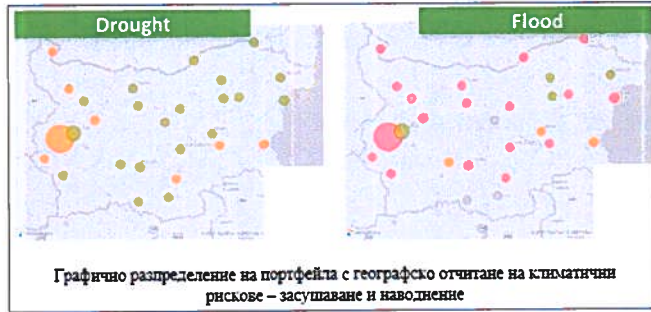 Drought
Flood
Графично разпределение на портфейла с географско отчитане на климатични
рискове – засушаване и наводнение